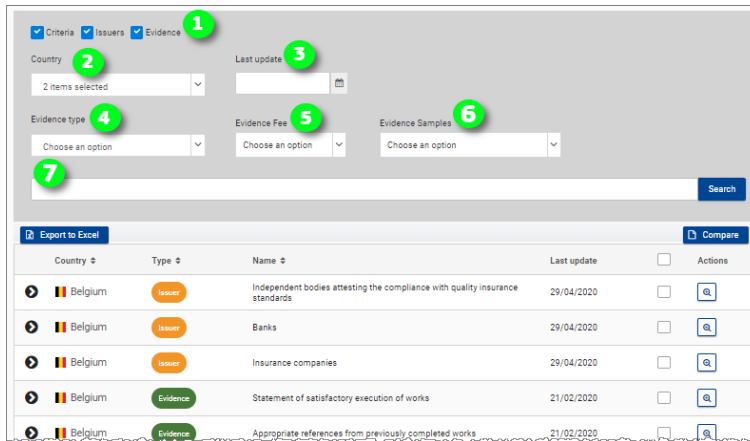 Criteria Issuers Evidence 1
Country 2 Last update 3
2 items selected
Evidence type 4 Evidence Fee 5 Evidence Samples 6
Choose an option Choose an option Choose an option
7
Search
Export to Excel Compare
Country Type Name Last update Actions
Belgium Issuer Independent bodies attesting the compliance with quality insurance
standards 29/04/2020
Belgium Issuer Banks 29/04/2020
Belgium Issuer Insurance companies 29/04/2020
Belgium Evidence Statement of satisfactory execution of works 21/02/2020
Belgium Evidence Appropriate references from previously completed works 21/02/2020